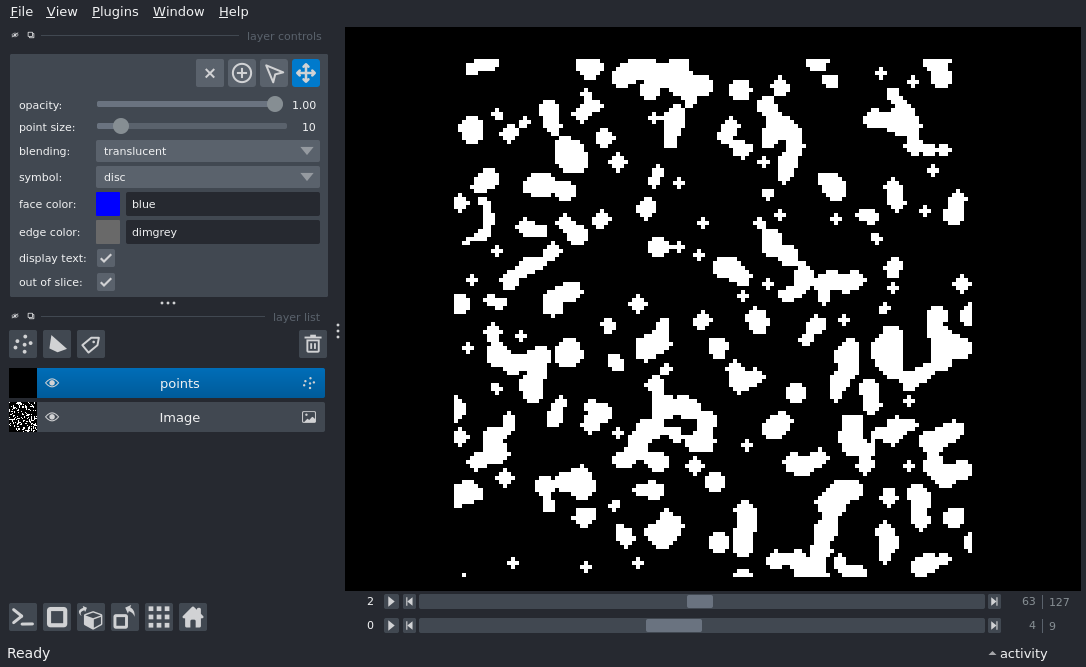 File View Plugins Window Help
layer controls
opacity: 1.00
point size: 10
blending: translucent
symbol: disc
face color: blue
edge color: dimgrey
display text:
out of slice:
layer list
points
Image
2 63 127
0 4 9
Ready activity